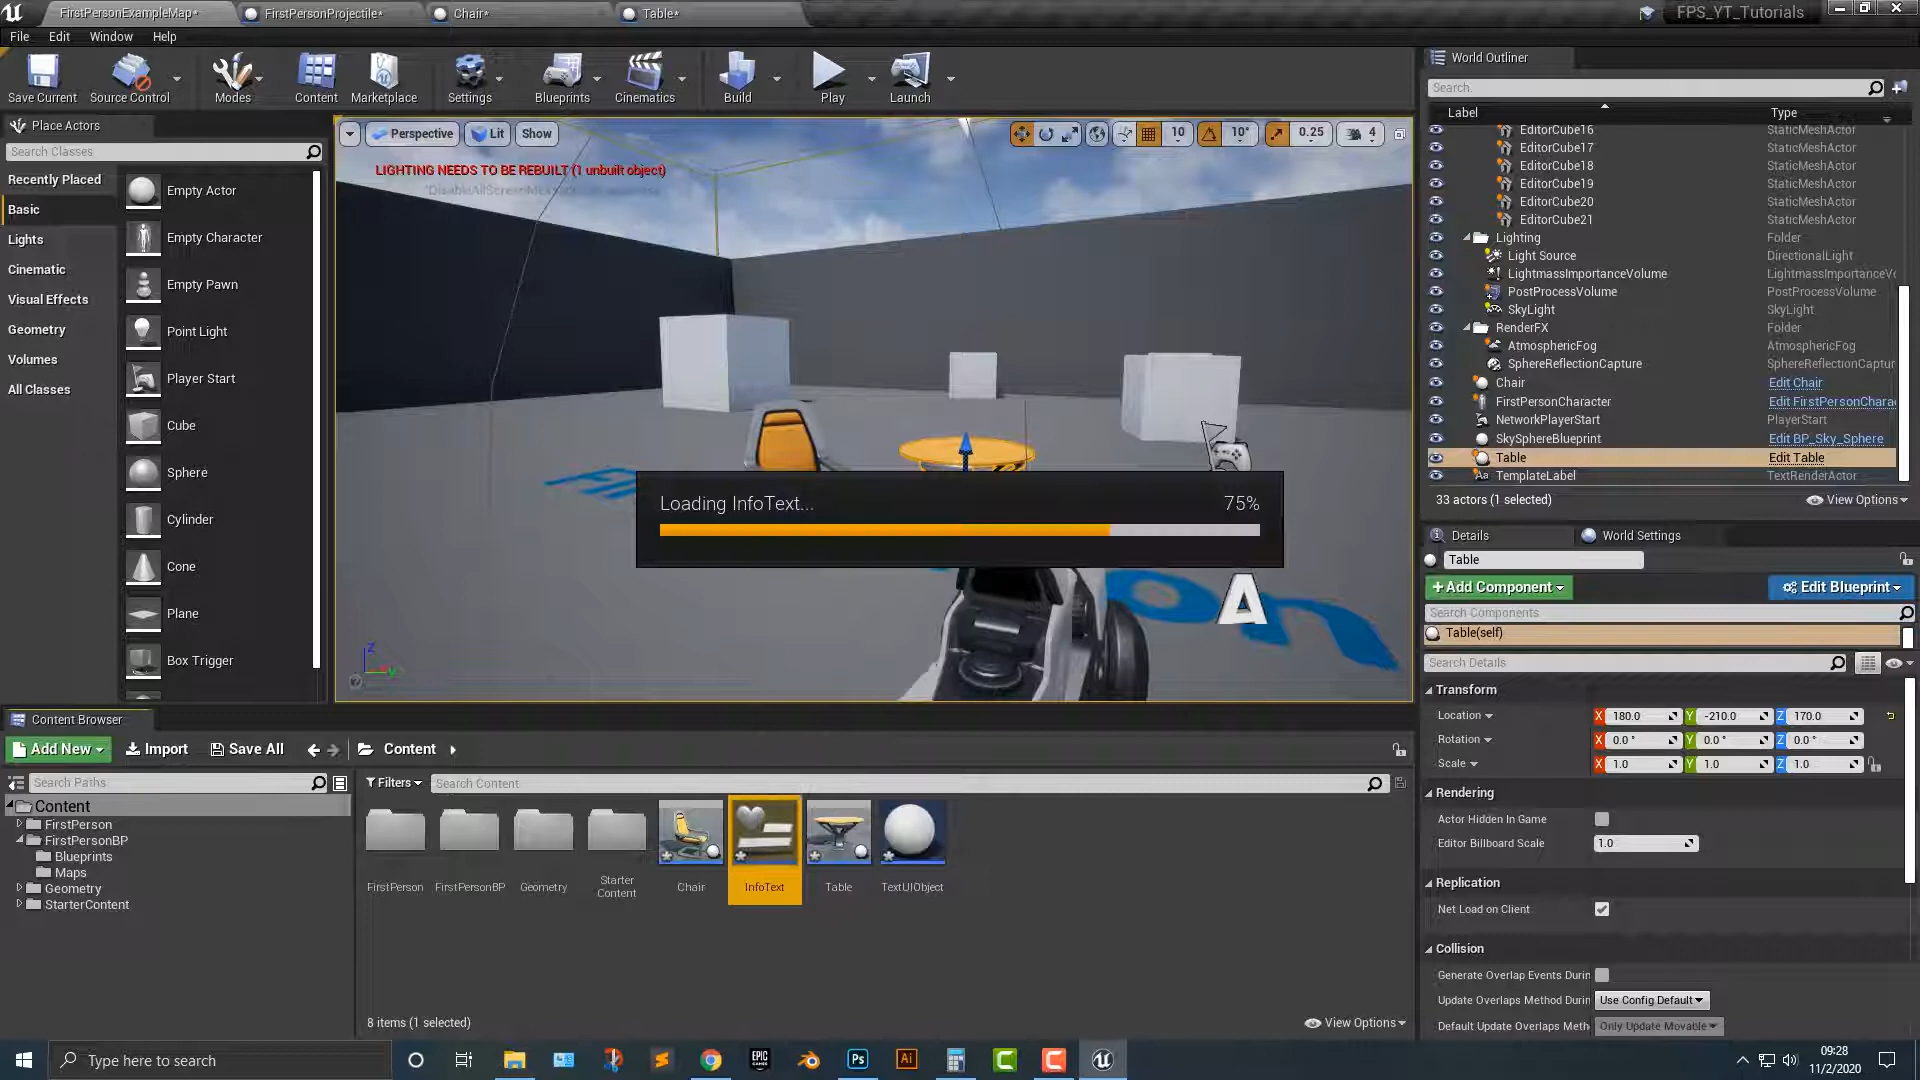 FirstPersonExampleMap*
FirstPersonProjectile*
Chair*
Table*
FPS_YT_Tutorials
File Edit Window Help
Save Current
Source Control
Modes
Content
Marketplace
Settings
Blueprints
Cinematics
Build
Play
Launch
Place Actors
Search Classes
Recently Placed
Basic
Lights
Cinematic
Visual Effects
Geometry
Volumes
All Classes
Empty Actor
Empty Character
Empty Pawn
Point Light
Player Start
Cube
Sphere
Cylinder
Cone
Plane
Box Trigger
Perspective Lit Show
10 10° 0.25 4
LIGHTING NEEDS TO BE REBUILT (1 unbuilt object)
Loading InfoText... 75%
A
Z
World Outliner
Search.
Label Type
EditorCube16 StaticMeshActor
EditorCube17 StaticMeshActor
EditorCube18 StaticMeshActor
EditorCube19 StaticMeshActor
EditorCube20 StaticMeshActor
EditorCube21 StaticMeshActor
Lighting Folder
Light Source DirectionalLight
LightmassImportanceVolume LightmassImportanceVo
PostProcessVolume PostProcessVolume
SkyLight SkyLight
RenderFX Folder
AtmosphericFog AtmosphericFog
SphereReflectionCapture SphereReflectionCaptur
Chair Edit Chair
FirstPersonCharacter Edit FirstPersonChara
NetworkPlayerStart PlayerStart
SkySphereBlueprint Edit BP_Sky_Sphere
Table Edit Table
TemplateLabel TextRenderActor
33 actors (1 selected) View Options
Details
World Settings
Table
+Add Component
Edit Blueprint
Search Components
Table(self)
Search Details
Transform
Location X 180.0 Y -210.0 Z 170.0
Rotation X 0.0 ° Y 0.0 ° Z 0.0 °
Scale X 1.0 Y 1.0 Z 1.0
Rendering
Actor Hidden In Game
Editor Billboard Scale 1.0
Replication
Net Load on Client
Collision
Generate Overlap Events Durin
Update Overlaps Method Durin Use Config Default
Default Update Overlaps Meth Only Update Movable
Content Browser
Add New Import Save All Content
Search Paths
Filters Search Content
Content
FirstPerson
FirstPersonBP
Blueprints
Maps
Geometry
StarterContent
FirstPerson
FirstPersonBP
Geometry
Starter
Content
Chair
InfoText
Table
TextUIObject
8 items (1 selected) View Options
Type here to search
EPIC
GAMES
Ps
Ai
09:28
11/2/2020